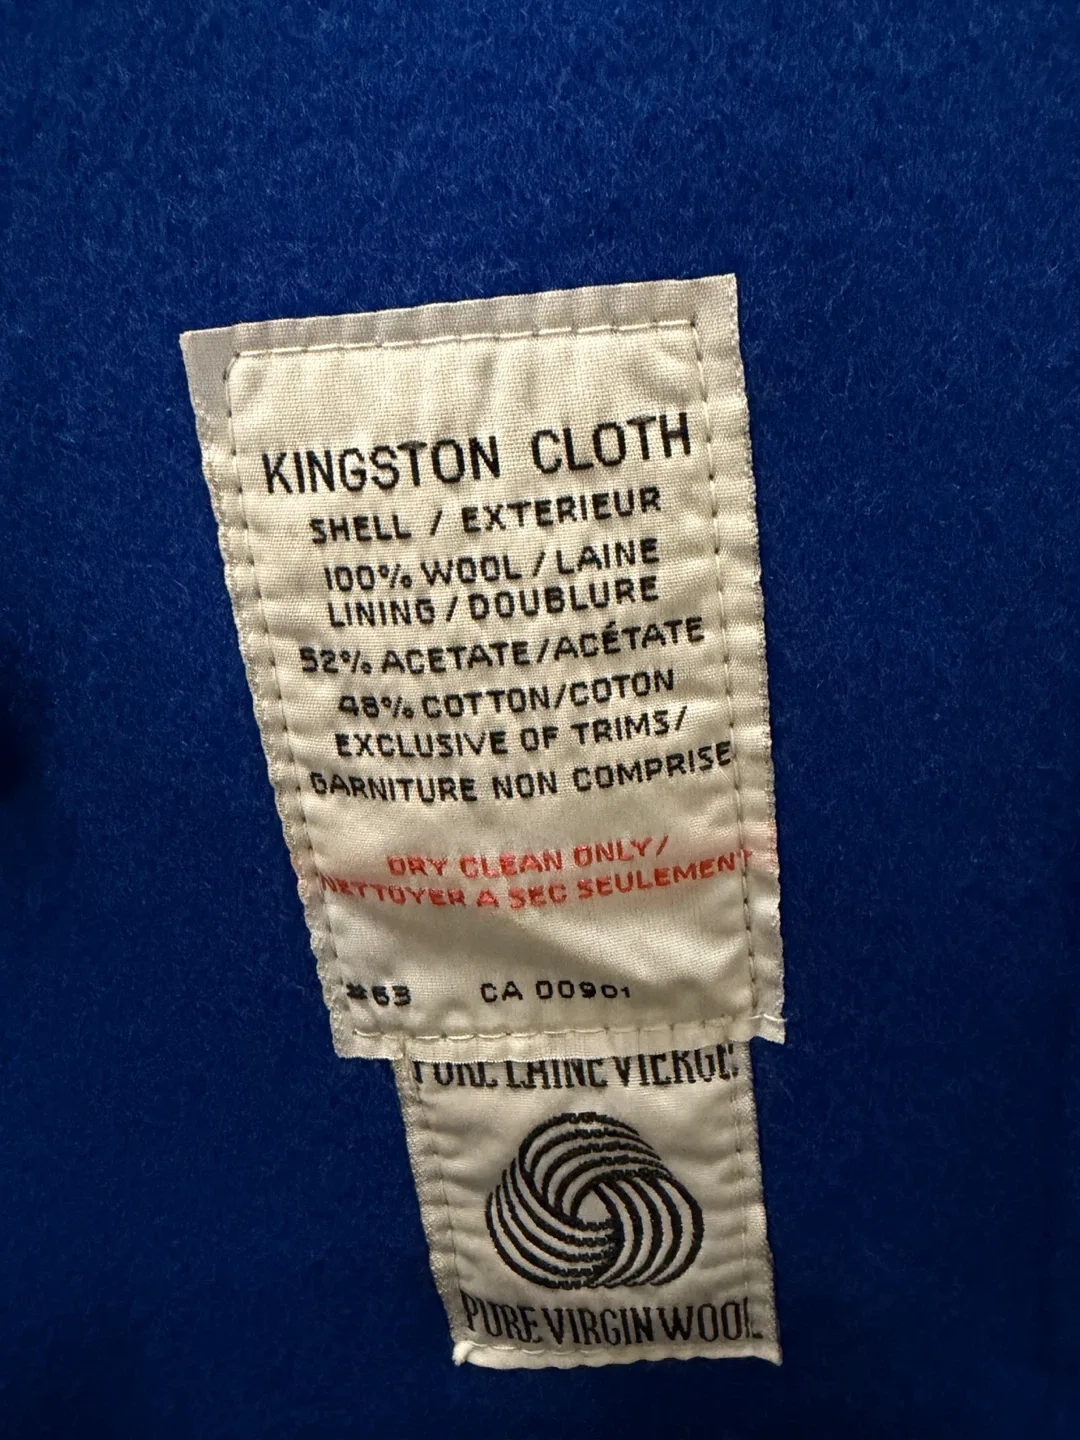 KINGSTON CLOTH
SHELL / EXTERIEUR
100% WOOL / LAINE
LINING / DOUBLURE
52% ACETATE/ACÉTATE
48% COTTON/COTON
EXCLUSIVE OF TRIMS/
GARNITURE NON COMPRISE
DRY CLEAN ONLY/
NETTOYER A SEC SEULEMENT
#63 CA 00901
PURE LAINE VIERGE
PURE VIRGIN WOOL